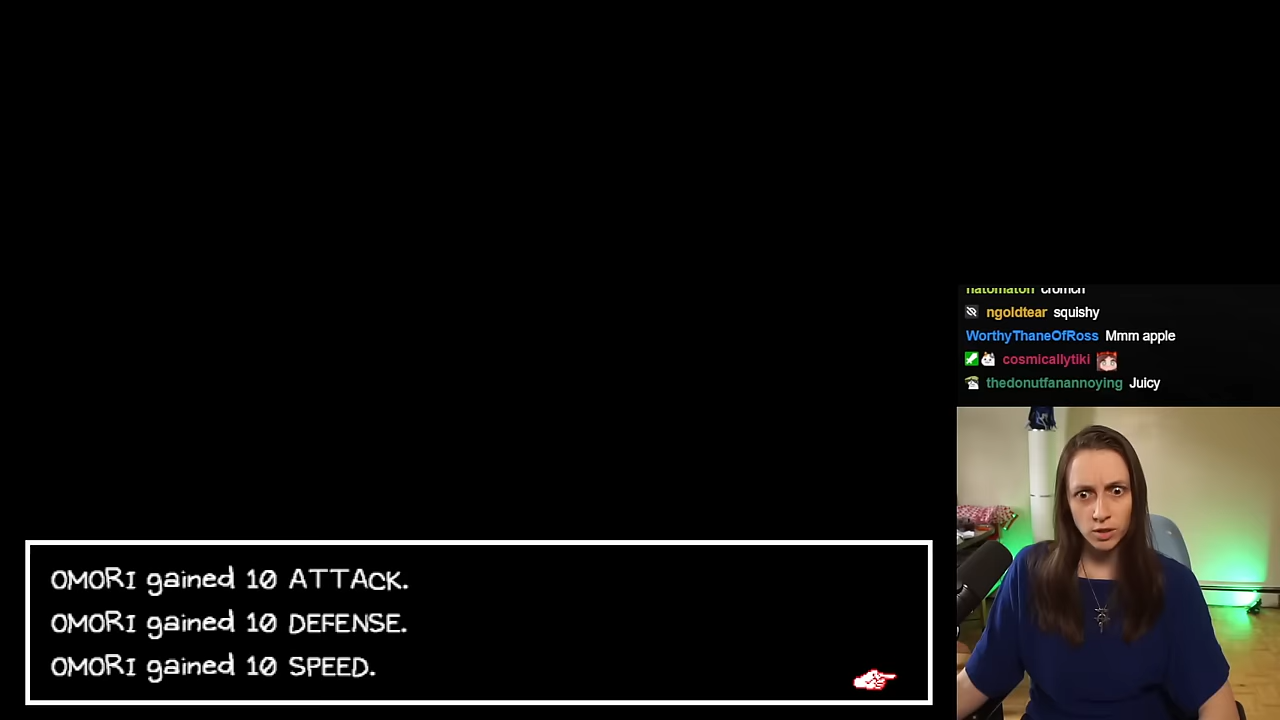 natomaton cromch
ngoldtear squishy
WorthyThaneOfRoss Mmm apple
cosmicallytiki
thedonutfanannoying Juicy
OMORI gained 10 ATTACK.
OMORI gained 10 DEFENSE.
OMORI gained 10 SPEED.